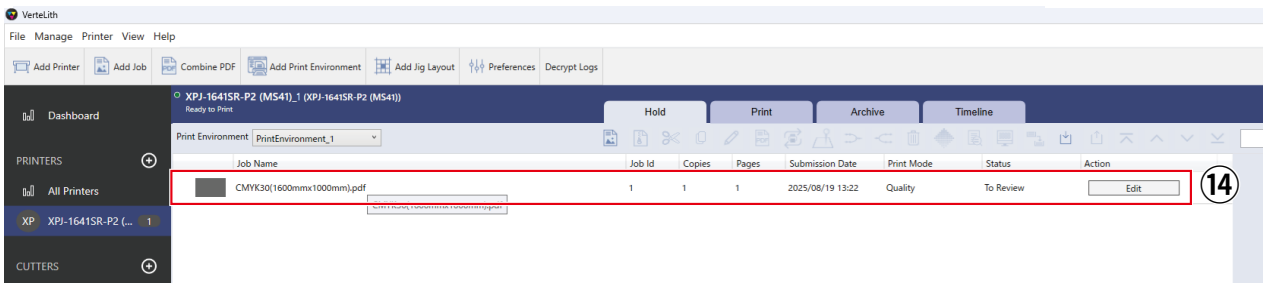 VerteLith
File Manage Printer View Help
Add Printer Add Job Combine PDF Add Print Environment Add Jig Layout Preferences Decrypt Logs
XPJ-1641SR-P2 (MS41)_1 (XPJ-1641SR-P2 (MS41))
Ready to Print
Hold Print Archive Timeline
Dashboard
Print Environment PrintEnvironment_1
PRINTERS
Job Name Job Id Copies Pages Submission Date Print Mode Status Action
All Printers
CMYK30(1600mmx1000mm).pdf 1 1 1 2025/08/19 13:22 Quality To Review Edit
⑭
CMYK30(1600mmx1000mm).pdf
XP XPJ-1641SR-P2 (... 1
CUTTERS